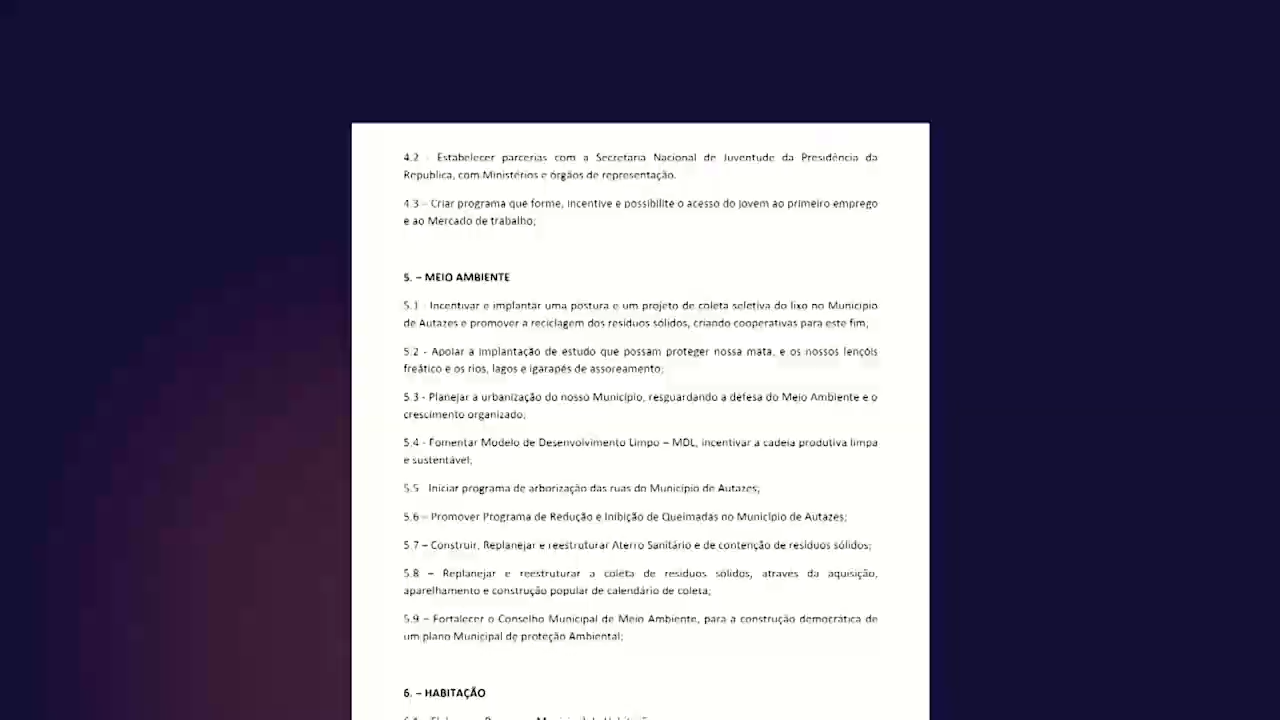 4.2 - Estabelecer parcerias com a Secretaria Nacional de Juventude da Presidência da
Republica, com Ministérios e órgãos de representação.
4.3 – Criar programa que forme, incentive e possibilite o acesso do jovem ao primeiro emprego
e ao Mercado de trabalho;
5. – MEIO AMBIENTE
5.1 - Incentivar e implantar uma postura e um projeto de coleta seletiva do lixo no Município
de Autazes e promover a reciclagem dos resíduos sólidos, criando cooperativas para este fim;
5.2 - Apoiar a implantação de estudo que possam proteger nossa mata, e os nossos lençóis
freático e os rios, lagos e igarapés de assoreamento;
5.3 - Planejar a urbanização do nosso Município, resguardando a defesa do Meio Ambiente e o
crescimento organizado;
5.4 - Fomentar Modelo de Desenvolvimento Limpo – MDL, incentivar a cadeia produtiva limpa
e sustentável;
5.5 Iniciar programa de arborização das ruas do Município de Autazes;
5.6 – Promover Programa de Redução e Inibição de Queimadas no Município de Autazes;
5.7 – Construir, Replanejar e reestruturar Aterro Sanitário e de contenção de resíduos sólidos;
5.8 – Replanejar e reestruturar a coleta de resíduos sólidos, através da aquisição,
aparelhamento e construção popular de calendário de coleta;
5.9 – Fortalecer o Conselho Municipal de Meio Ambiente, para a construção democrática de
um plano Municipal de proteção Ambiental;
6. – HABITAÇÃO